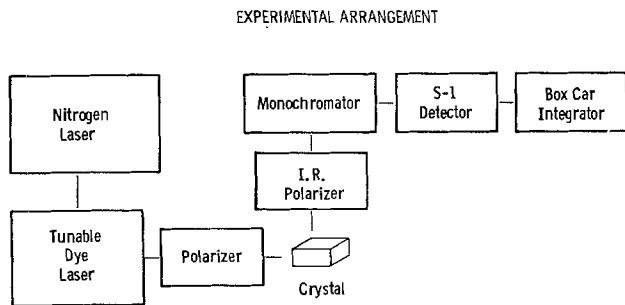 EXPERIMENTAL ARRANGEMENT
Nitrogen
Laser
Monochromator
S-1
Detector
Box Car
Integrator
I.R.
Polarizer
Tunable
Dye
Laser
Polarizer
Crystal